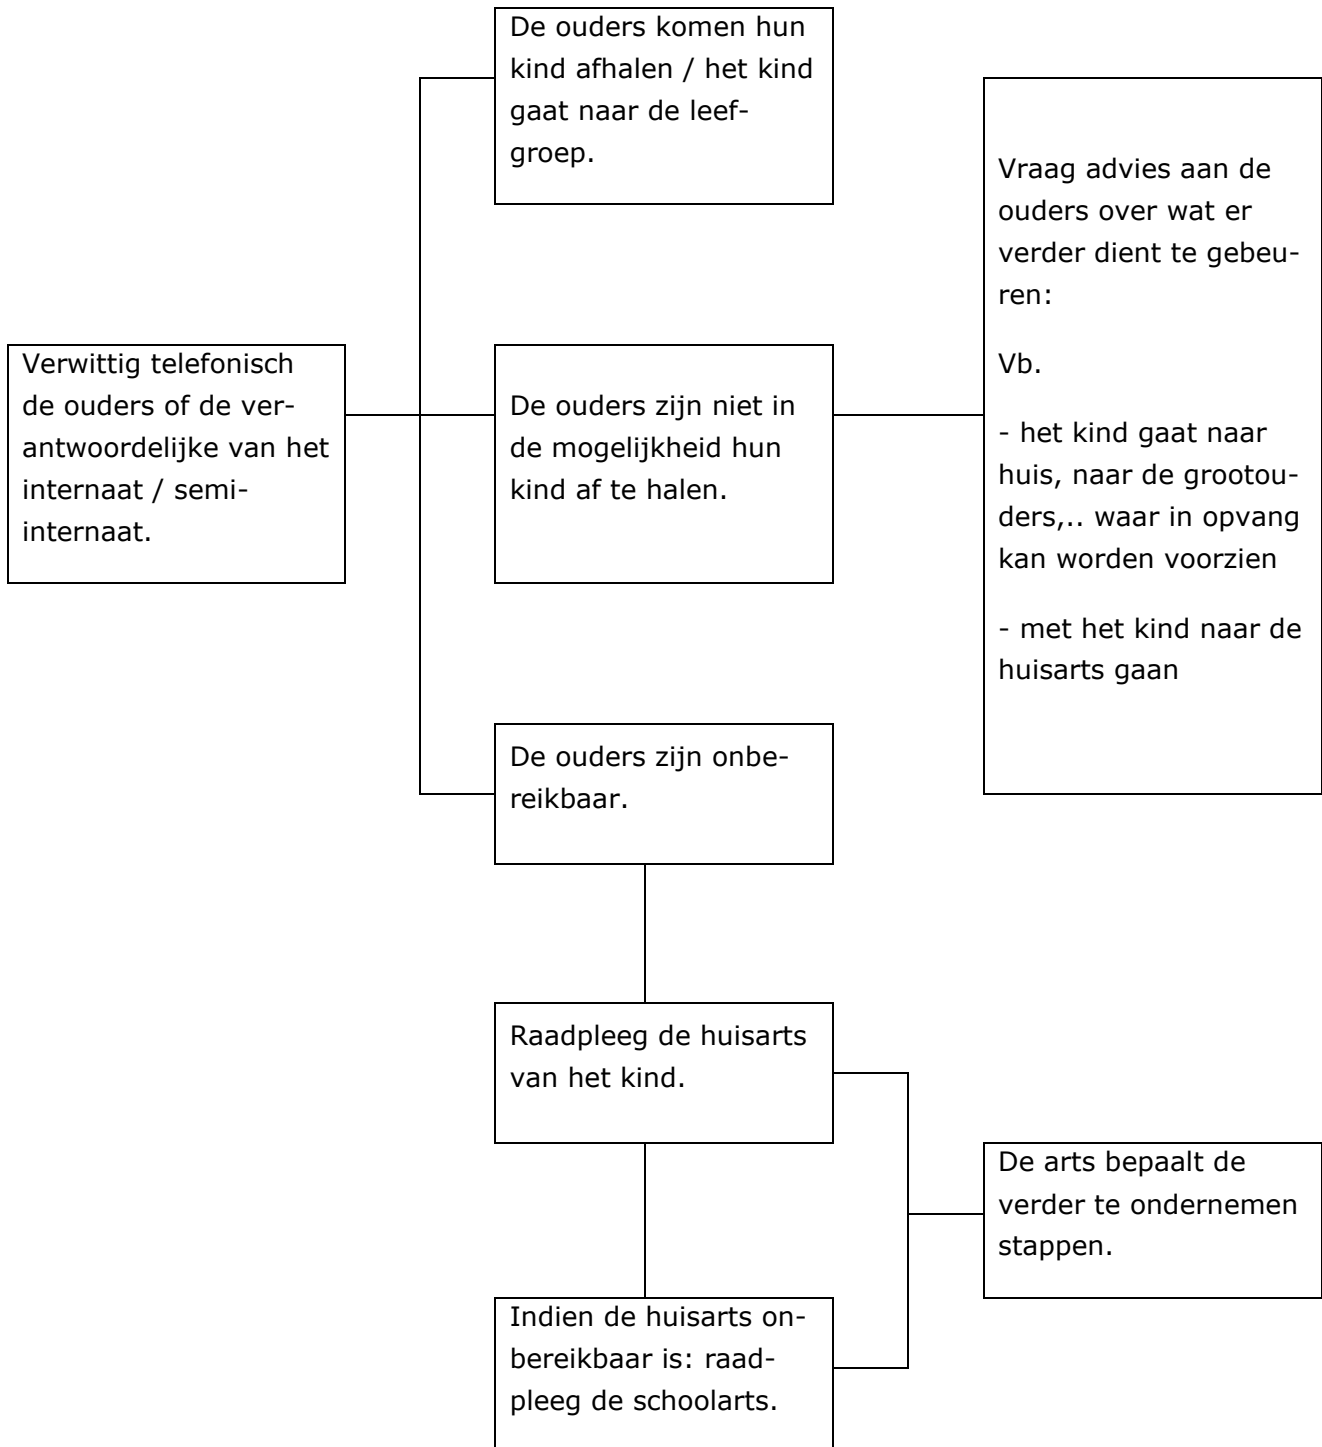 De ouders komen hun
kind afhalen / het kind
gaat naar de leef-
groep.
Vraag advies aan de
ouders over wat er
verder dient te gebeu-
ren:
Vb.
- het kind gaat naar
huis, naar de grootou-
ders,.. waar in opvang
kan worden voorzien
- met het kind naar de
huisarts gaan
Verwittig telefonisch
de ouders of de ver-
antwoordelijke van het
internaat / semi-
internaat.
De ouders zijn niet in
de mogelijkheid hun
kind af te halen.
De ouders zijn onbe-
reikbaar.
Raadpleeg de huisarts
van het kind.
De arts bepaalt de
verder te ondernemen
stappen.
Indien de huisarts on-
bereikbaar is: raad-
pleeg de schoolarts.